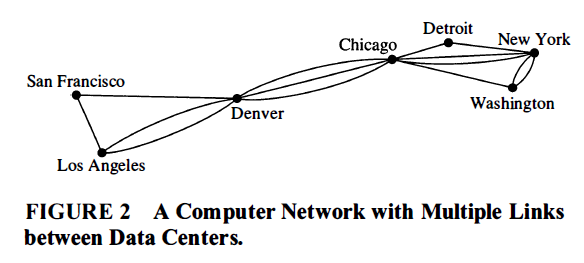 Detroit
New York
Chicago
San Francisco
Washington
Denver
Los Angeles
FIGURE 2 A Computer Network with Multiple Links
between Data Centers.